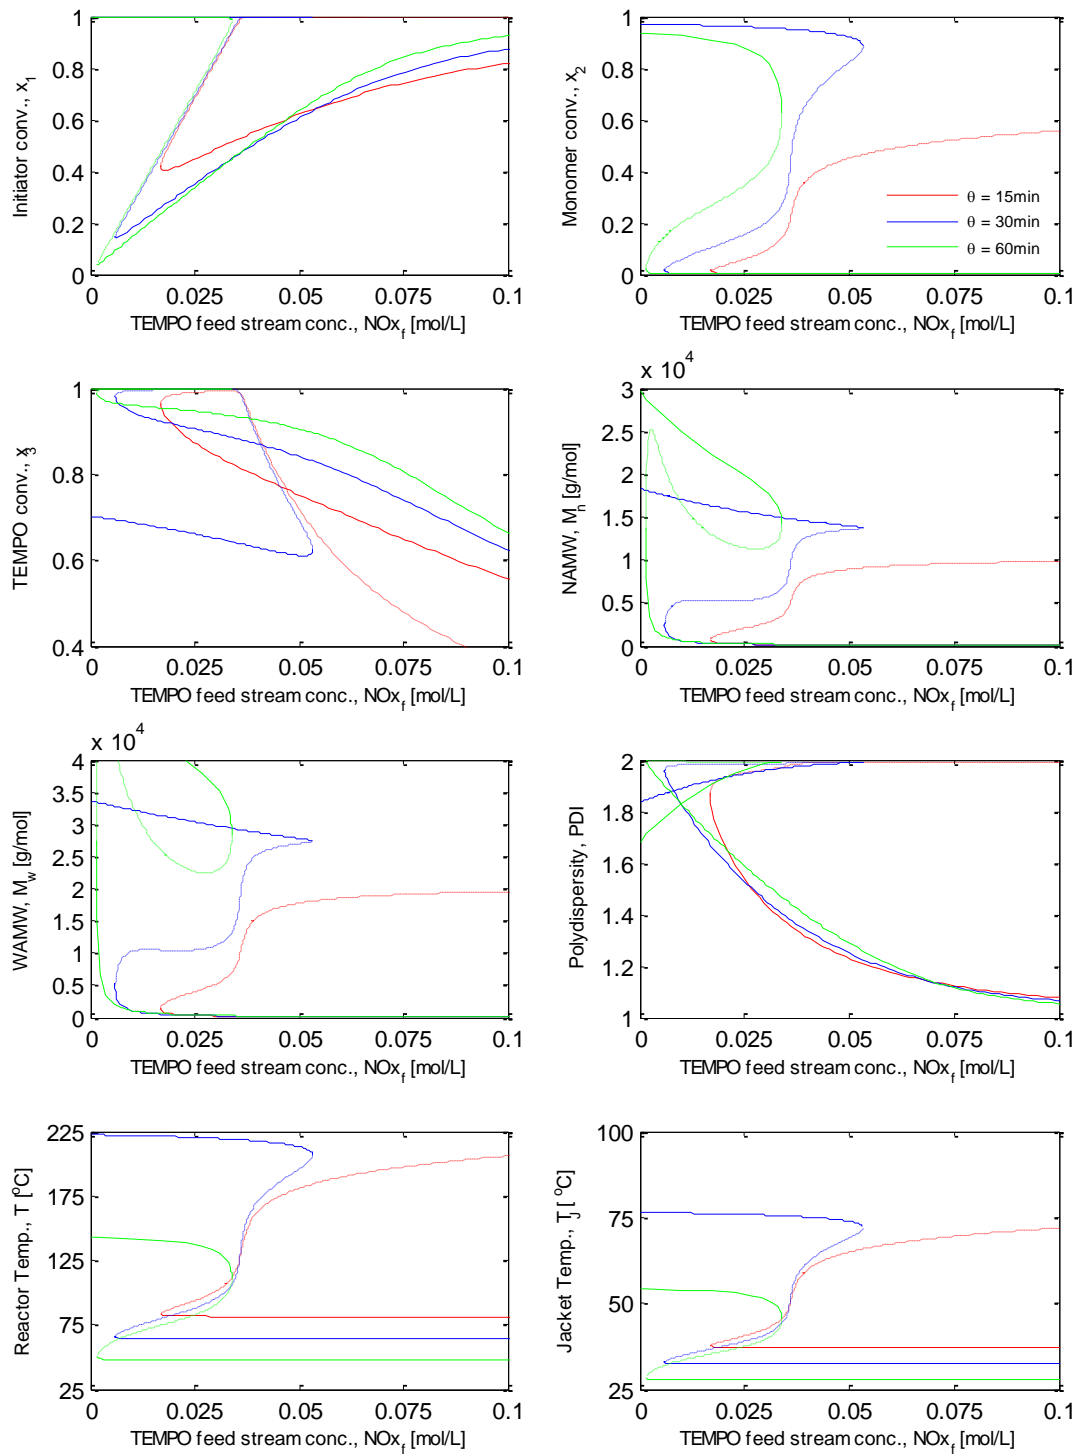 Initiator conv., x1
1
0.8
0.6
0.4
0.2
0
0 0.025 0.05 0.075 0.1
TEMPO feed stream conc., NOxf [mol/L]
Monomer conv., x2
1
0.8
0.6
0.4
0.2
0
θ = 15min
θ = 30min
θ = 60min
0 0.025 0.05 0.075 0.1
TEMPO feed stream conc., NOxf [mol/L]
TEMPO conv., x3
1
0.8
0.6
0.4
0 0.025 0.05 0.075 0.1
TEMPO feed stream conc., NOxf [mol/L]
x 10^4
NAMW, Mn [g/mol]
3
2.5
2
1.5
1
0.5
0
0 0.025 0.05 0.075 0.1
TEMPO feed stream conc., NOxf [mol/L]
x 10^4
WAMW, Mw [g/mol]
4
3.5
3
2.5
2
1.5
1
0.5
0
0 0.025 0.05 0.075 0.1
TEMPO feed stream conc., NOxf [mol/L]
Polydispersity, PDI
2
1.8
1.6
1.4
1.2
1
0 0.025 0.05 0.075 0.1
TEMPO feed stream conc., NOxf [mol/L]
Reactor Temp., T [°C]
225
175
125
75
25
0 0.025 0.05 0.075 0.1
TEMPO feed stream conc., NOxf [mol/L]
Jacket Temp., TJ [°C]
100
75
50
25
0 0.025 0.05 0.075 0.1
TEMPO feed stream conc., NOxf [mol/L]